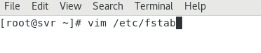 File Edit View Search Terminal Help
[root@svr ~]# vim /etc/fstab